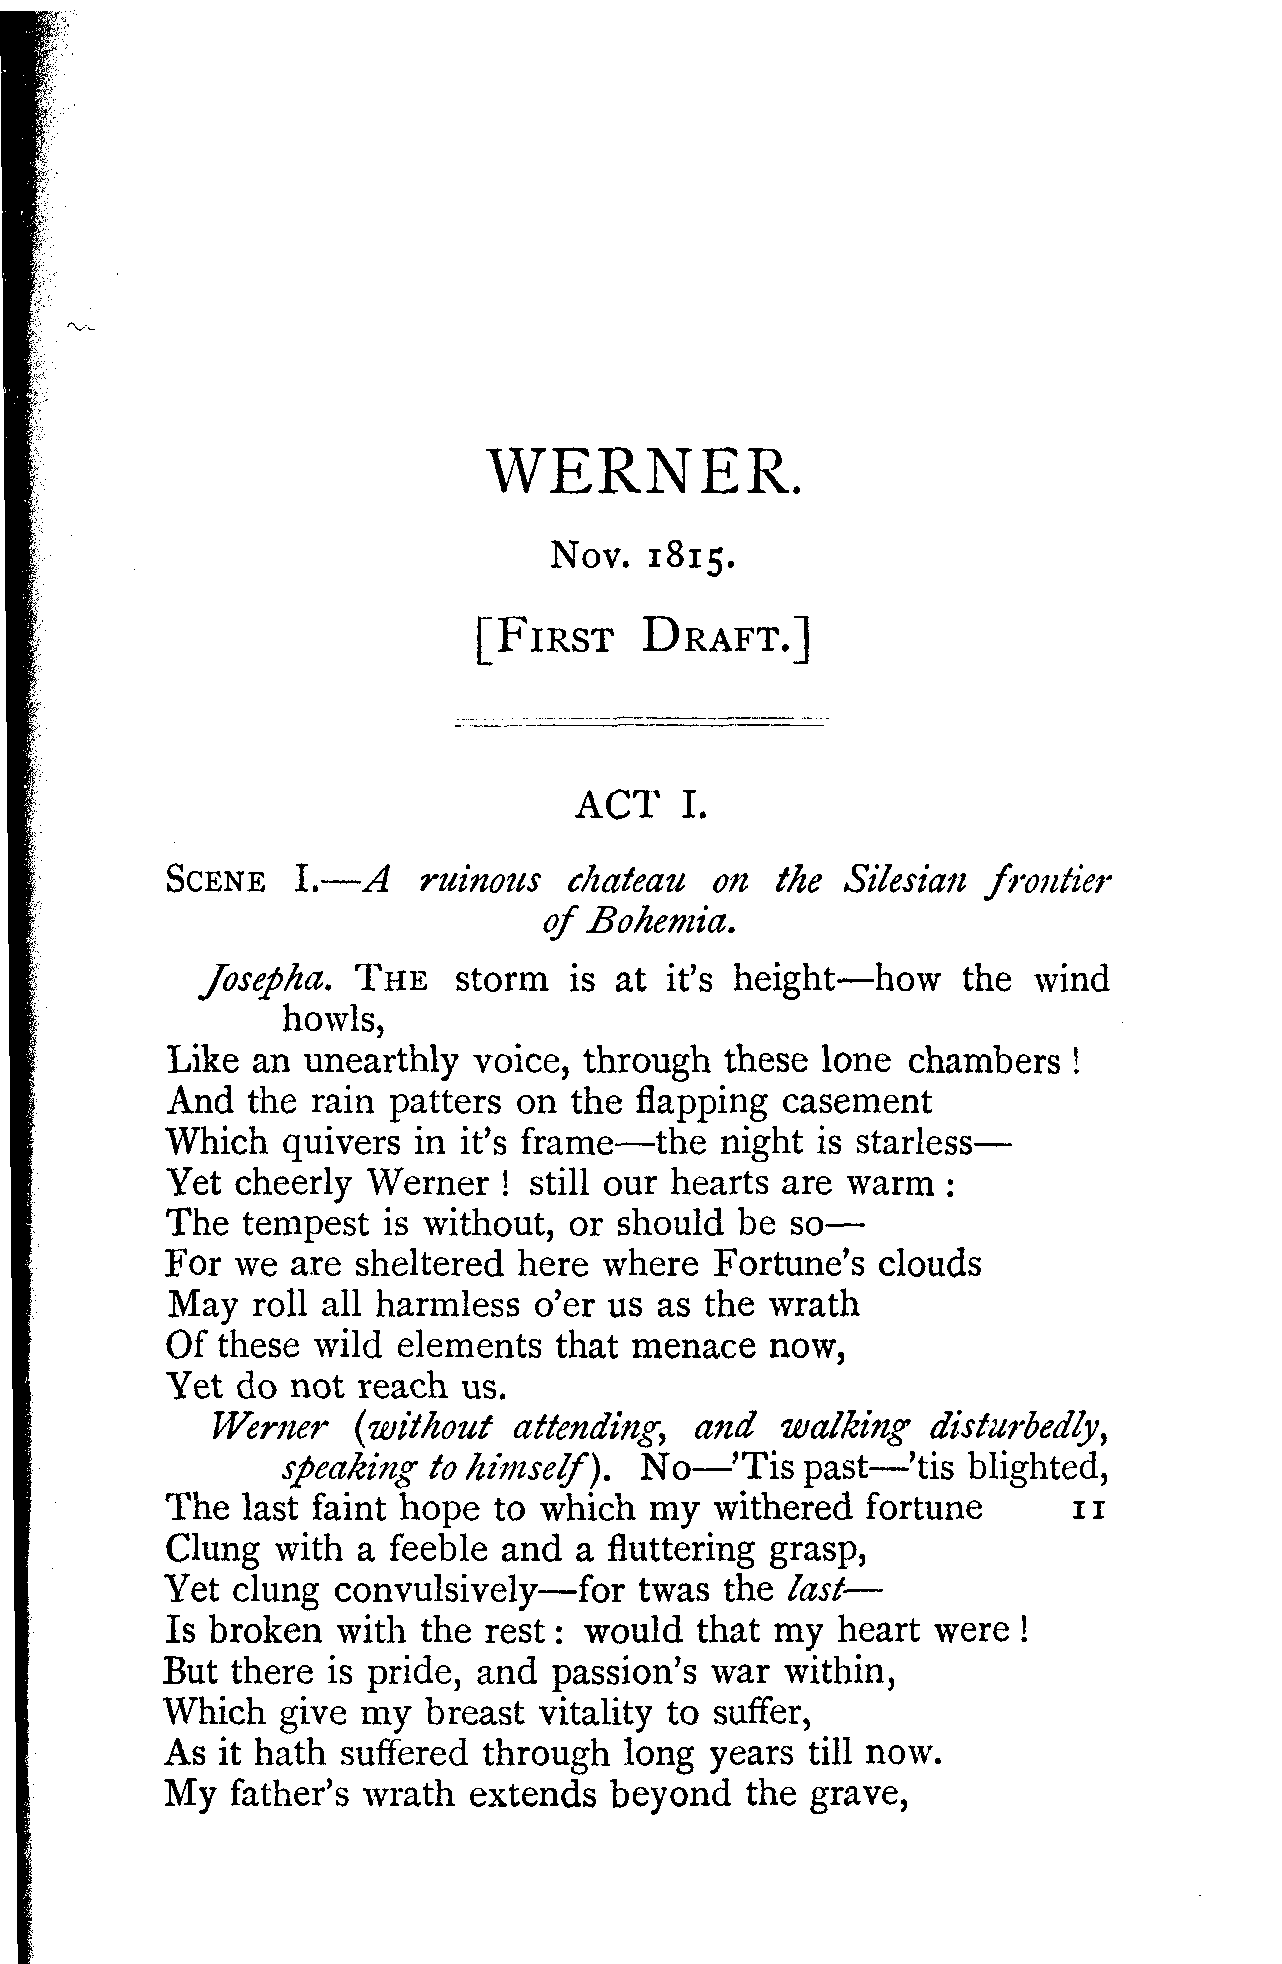 WERNER.
Nov. 1815.
[First Draft.]
ACT I.
Scene I.—A ruinous chateau on the Silesian frontier
of Bohemia.
Josepha. The storm is at it's height—how the wind
howls,
Like an unearthly voice, through these lone chambers!
And the rain patters on the flapping casement
Which quivers in it's frame—the night is starless—
Yet cheerly Werner! still our hearts are warm:
The tempest is without, or should be so—
For we are sheltered here where Fortune's clouds
May roll all harmless o'er us as the wrath
Of these wild elements that menace now,
Yet do not reach us.
Werner (without attending, and walking disturbedly,
speaking to himself). No—'Tis past—'tis blighted,
The last faint hope to which my withered fortune 11
Clung with a feeble and a fluttering grasp,
Yet clung convulsively—for twas the last—
Is broken with the rest: would that my heart were!
But there is pride, and passion's war within,
Which give my breast vitality to suffer,
As it hath suffered through long years till now.
My father's wrath extends beyond the grave,